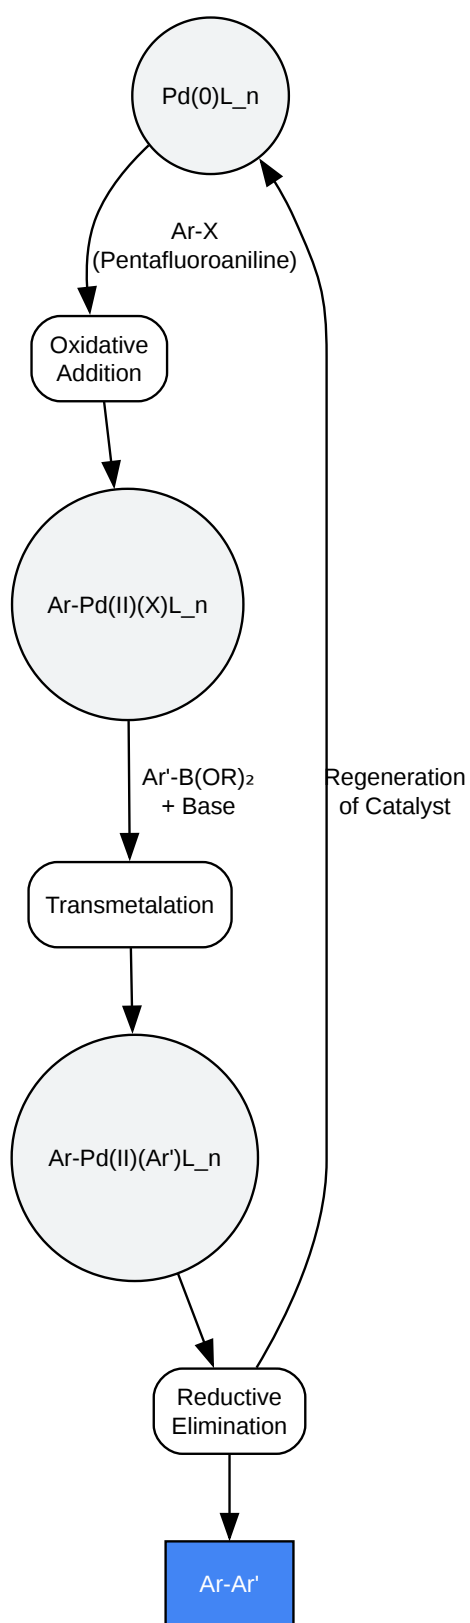 Pd(0)L_n
Ar-X
(Pentafluoroaniline)
Oxidative
Addition
Ar-Pd(II)(X)L_n
Ar'-B(OR)₂
+ Base
Regeneration
of Catalyst
Transmetalation
Ar-Pd(II)(Ar')L_n
Reductive
Elimination
Ar-Ar'